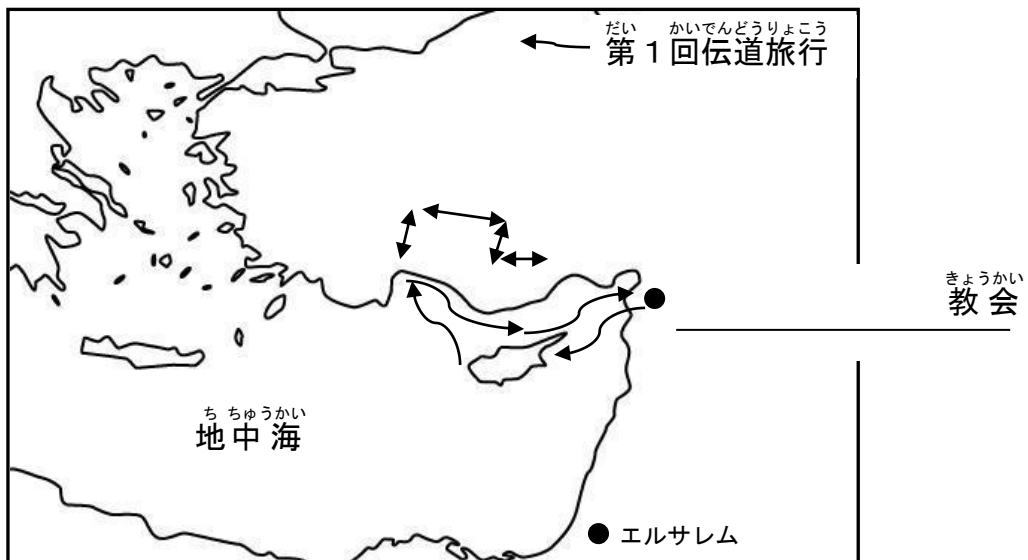 だい かいでんどうりょこう
第1回伝道旅行
きょうかい
教会
ちちゅうかい
地中海
エルサレム